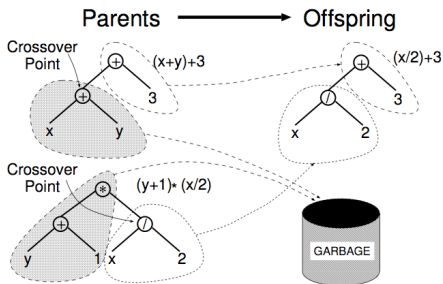 Parents
Offspring
Crossover
Point
+
(x+y)+3
+
3
x
y
+
(x/2)+3
/
3
x
2
Crossover
Point
*
(y+1)* (x/2)
+
/
y
1
x
2
GARBAGE